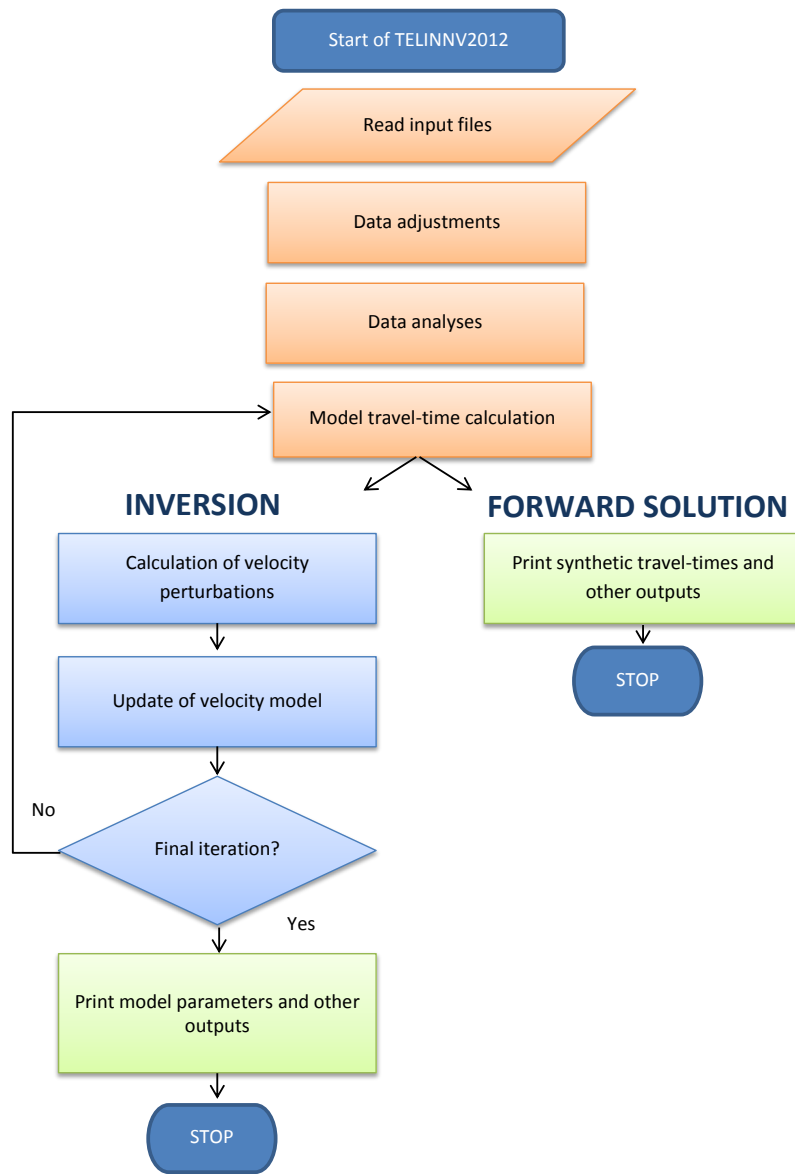 Start of TELINNV2012
Read input files
Data adjustments
Data analyses
Model travel-time calculation
INVERSION
FORWARD SOLUTION
Calculation of velocity
perturbations
Print synthetic travel-times and
other outputs
STOP
Update of velocity model
No
Final iteration?
Yes
Print model parameters and other
outputs
STOP